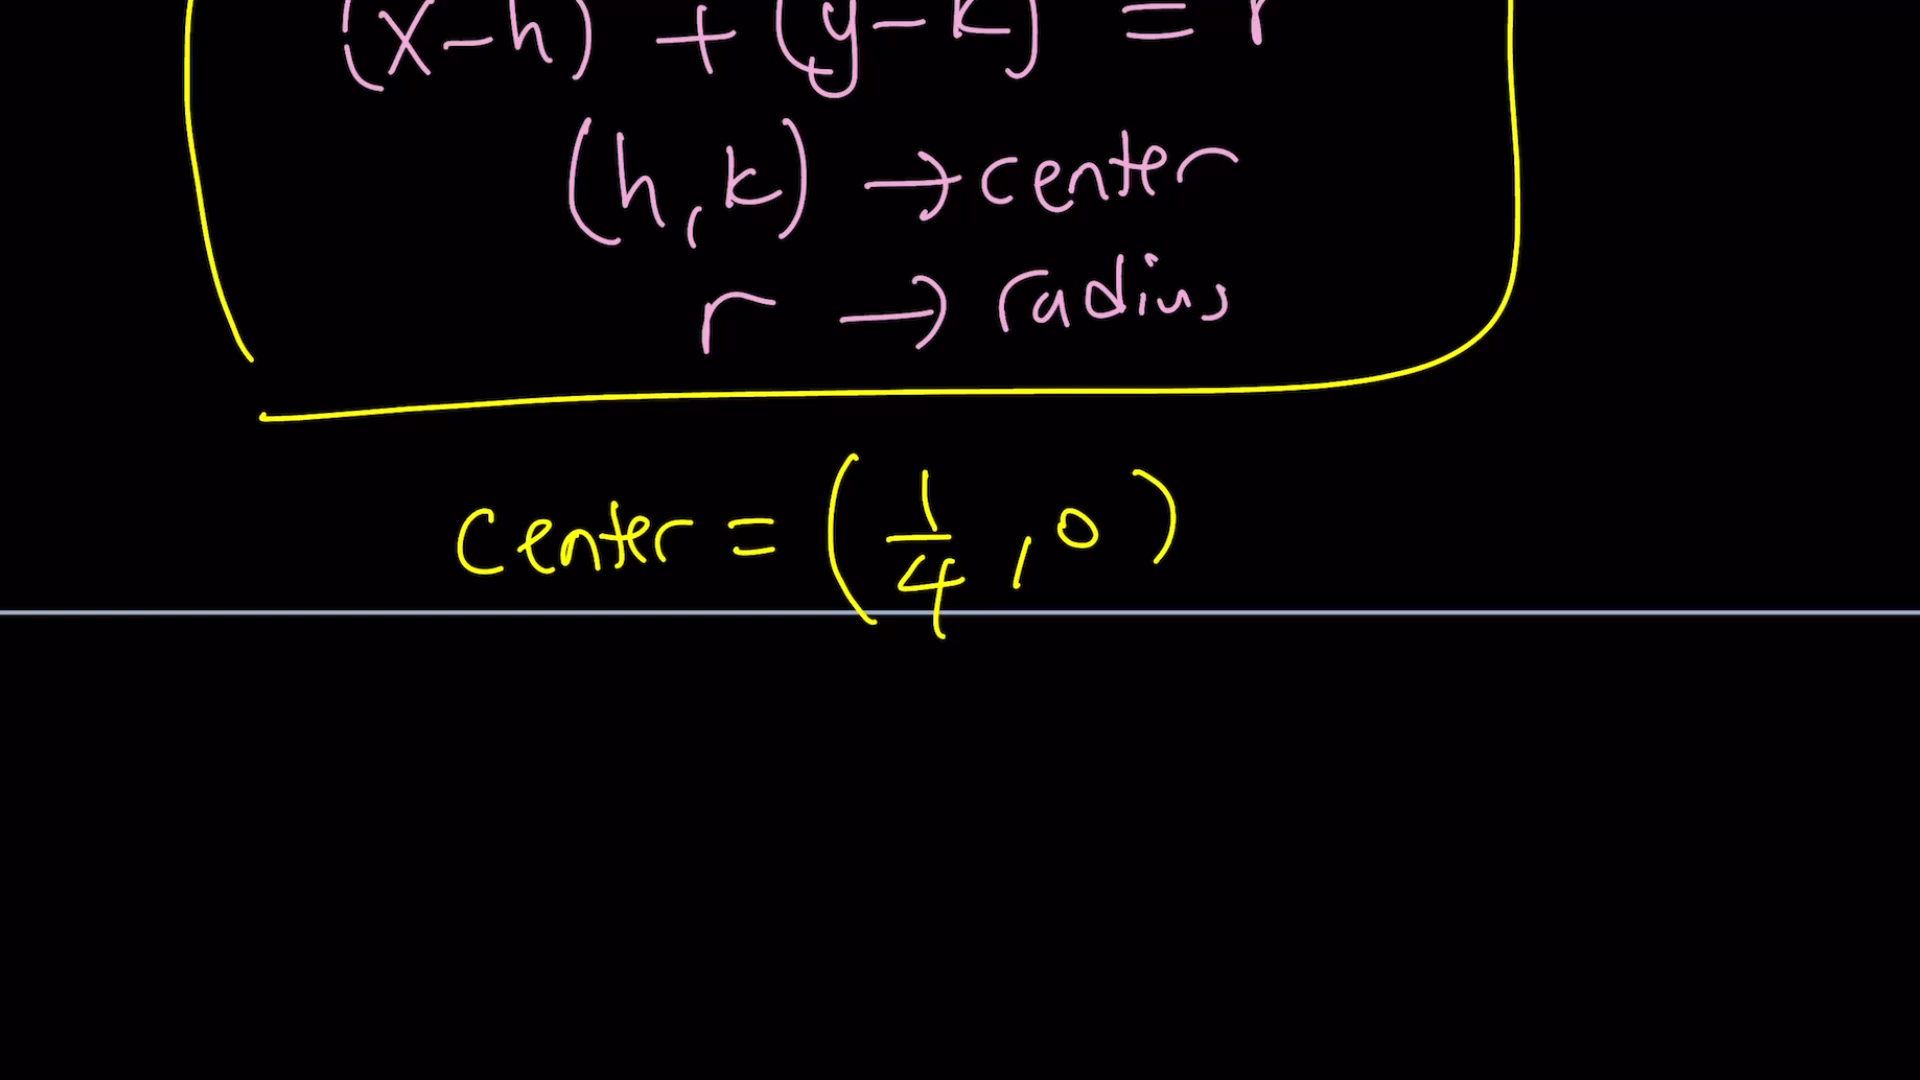 (x-h) + (y-k) = r
(h,k) → center
r → radius
center = (1/4, 0)